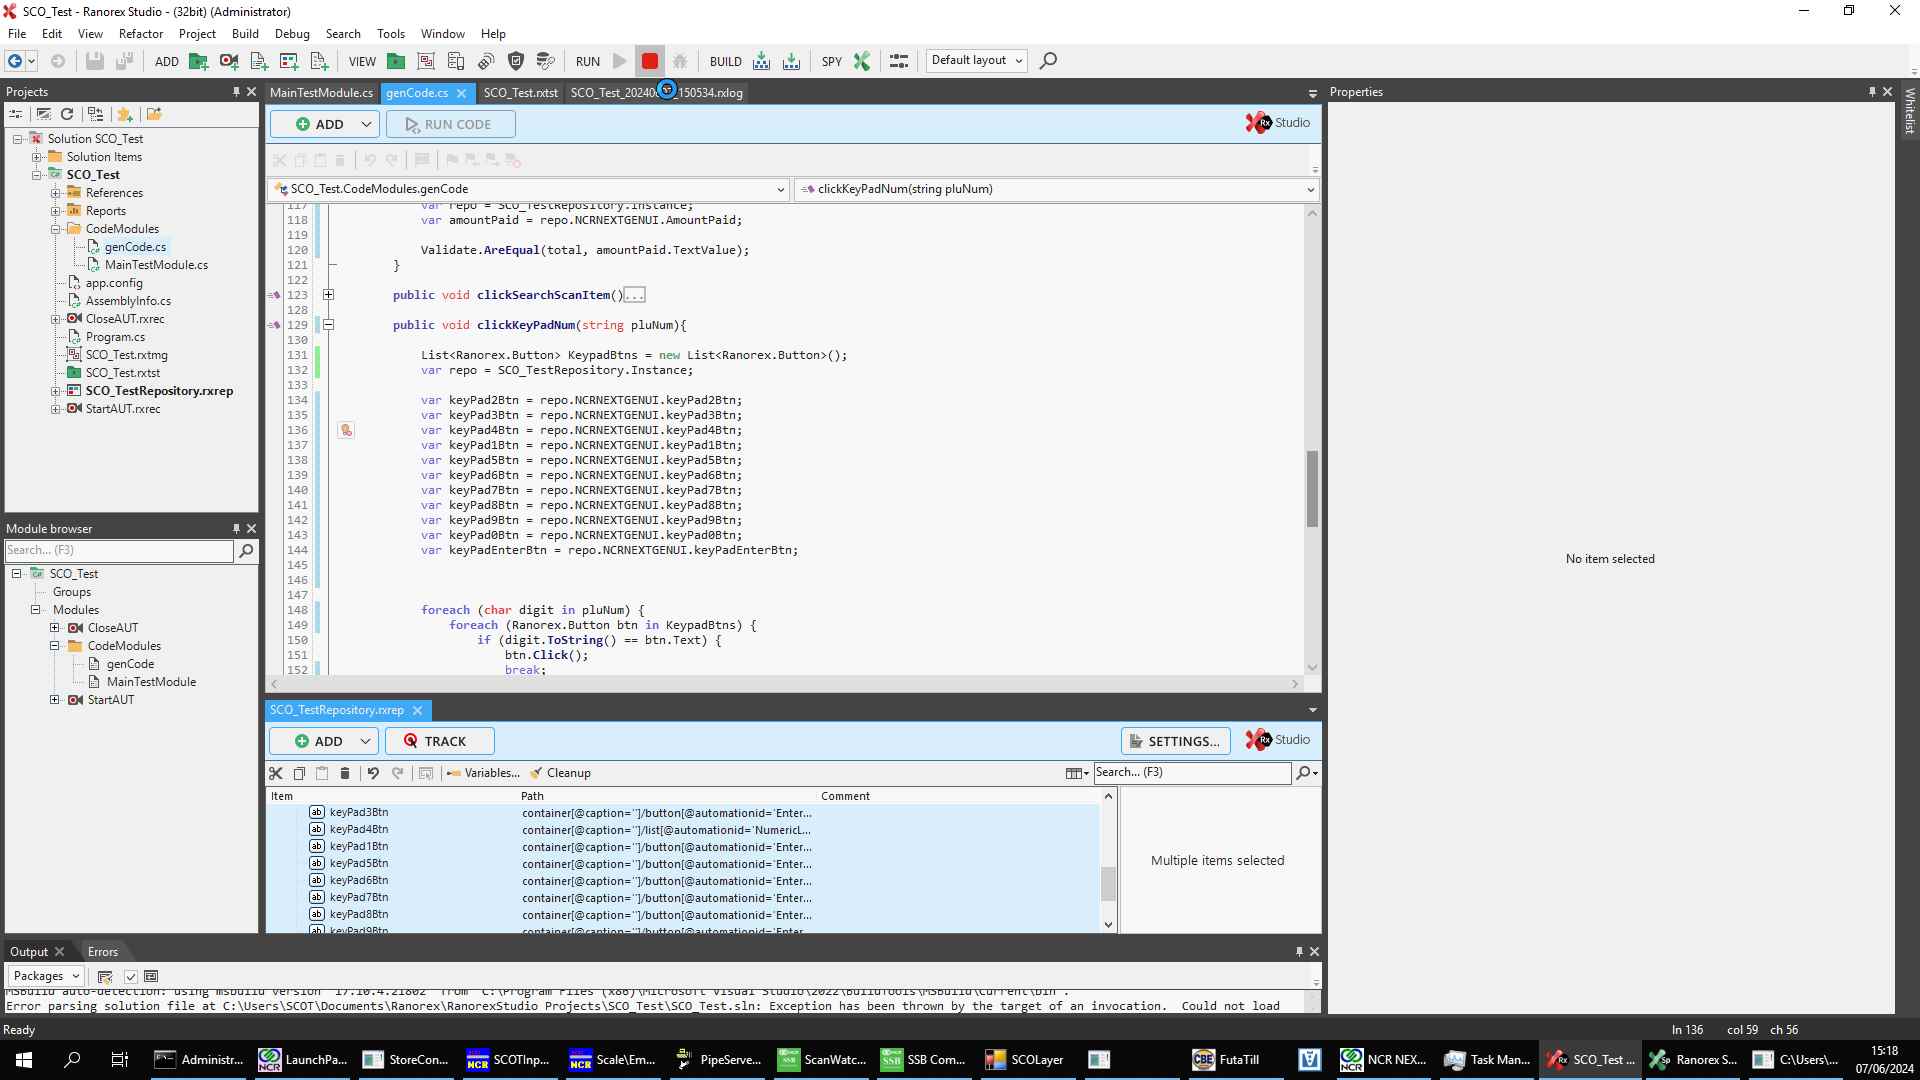 SCO_Test - Ranorex Studio - (32bit) (Administrator)
File Edit View Refactor Project Build Debug Search Tools Window Help
ADD VIEW RUN BUILD SPY Default layout
Projects
Solution SCO_Test
Solution Items
SCO_Test
References
Reports
CodeModules
genCode.cs
MainTestModule.cs
app.config
AssemblyInfo.cs
CloseAUT.rxrec
Program.cs
SCO_Test.rxtmg
SCO_Test.rxtst
SCO_TestRepository.rxrep
StartAUT.rxrec
Module browser
Search... (F3)
SCO_Test
Groups
Modules
CloseAUT
CodeModules
genCode
MainTestModule
StartAUT
MainTestModule.cs genCode.cs SCO_Test.rxtst SCO_Test_20240 _150534.rxlog
ADD RUN CODE Rx Studio
SCO_Test.CodeModules.genCode clickKeyPadNum(string pluNum)
117 var repo = SCO_TestRepository.Instance;
118 var amountPaid = repo.NCRNEXTGENUI.AmountPaid;
119
120 Validate.AreEqual(total, amountPaid.TextValue);
121 }
122
123 public void clickSearchScanItem()...
128
129 public void clickKeyPadNum(string pluNum){
130
131 List<Ranorex.Button> KeypadBtns = new List<Ranorex.Button>();
132 var repo = SCO_TestRepository.Instance;
133
134 var keyPad2Btn = repo.NCRNEXTGENUI.keyPad2Btn;
135 var keyPad3Btn = repo.NCRNEXTGENUI.keyPad3Btn;
136 var keyPad4Btn = repo.NCRNEXTGENUI.keyPad4Btn;
137 var keyPad1Btn = repo.NCRNEXTGENUI.keyPad1Btn;
138 var keyPad5Btn = repo.NCRNEXTGENUI.keyPad5Btn;
139 var keyPad6Btn = repo.NCRNEXTGENUI.keyPad6Btn;
140 var keyPad7Btn = repo.NCRNEXTGENUI.keyPad7Btn;
141 var keyPad8Btn = repo.NCRNEXTGENUI.keyPad8Btn;
142 var keyPad9Btn = repo.NCRNEXTGENUI.keyPad9Btn;
143 var keyPad0Btn = repo.NCRNEXTGENUI.keyPad0Btn;
144 var keyPadEnterBtn = repo.NCRNEXTGENUI.keyPadEnterBtn;
145
146
147
148 foreach (char digit in pluNum) {
149 foreach (Ranorex.Button btn in KeypadBtns) {
150 if (digit.ToString() == btn.Text) {
151 btn.Click();
152 break;
SCO_TestRepository.rxrep
ADD TRACK SETTINGS... Rx Studio
Variables... Cleanup Search... (F3)
Item Path Comment
keyPad3Btn container[@caption='']/button[@automationid='Enter...
keyPad4Btn container[@caption='']/list[@automationid='NumericL...
keyPad1Btn container[@caption='']/button[@automationid='Enter...
keyPad5Btn container[@caption='']/button[@automationid='Enter...
keyPad6Btn container[@caption='']/button[@automationid='Enter...
keyPad7Btn container[@caption='']/button[@automationid='Enter...
keyPad8Btn container[@caption='']/button[@automationid='Enter...
keyPad9Btn container[@caption='']/button[@automationid='Enter...
Multiple items selected
Properties
No item selected
Whitelist
Output Errors
Packages
MSBuild auto-detection: using msbuild version '17.10.4.21802' from 'C:\Program Files (x86)\Microsoft Visual Studio\2022\BuildTools\MSBuild\Current\bin'.
Error parsing solution file at C:\Users\SCOT\Documents\Ranorex\RanorexStudio Projects\SCO_Test\SCO_Test.sln: Exception has been thrown by the target of an invocation. Could not load
Ready ln 136 col 59 ch 56
Administr... LaunchPa... StoreCon... SCOTInp... Scale\Em... PipeServe... ScanWatc... SSB Com... SCOLayer FutaTill NCR NEX... Task Man... SCO_Test ... Ranorex S... C:\Users\...
15:18
07/06/2024